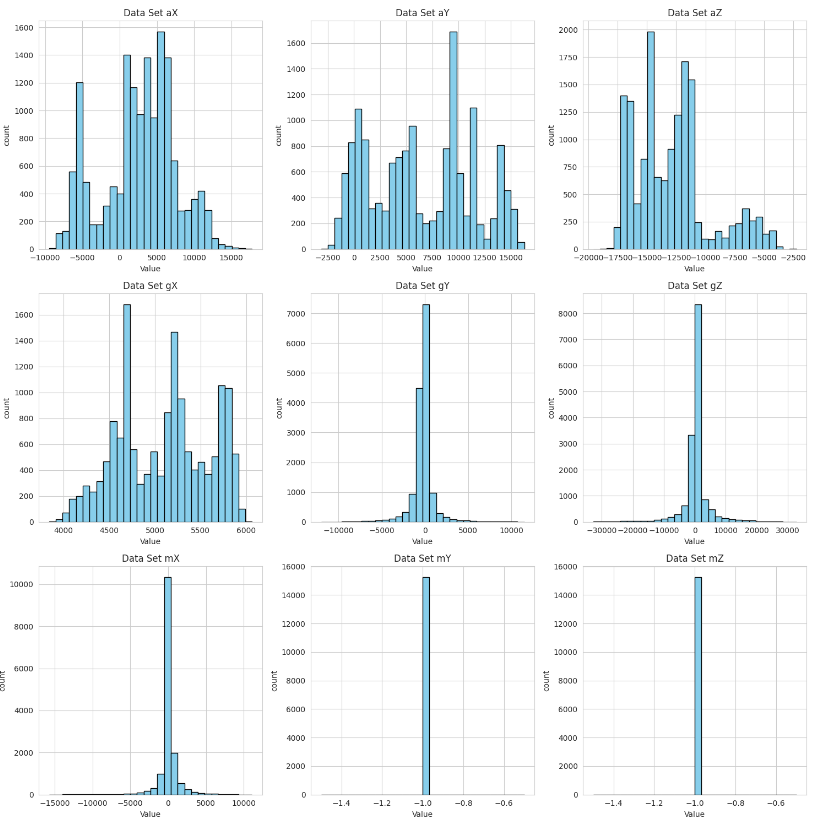 Data Set aX
count
1600
1400
1200
1000
800
600
400
200
0
−10000 −5000 0 5000 10000 15000
Value
Data Set aY
count
1600
1400
1200
1000
800
600
400
200
0
−2500 0 2500 5000 7500 10000 12500 15000
Value
Data Set aZ
count
2000
1750
1500
1250
1000
750
500
250
0
−20000 −17500 −15000 −12500 −10000 −7500 −5000 −2500
Value
Data Set gX
count
1600
1400
1200
1000
800
600
400
200
0
4000 4500 5000 5500 6000
Value
Data Set gY
count
7000
6000
5000
4000
3000
2000
1000
0
−10000 −5000 0 5000 10000
Value
Data Set gZ
count
8000
7000
6000
5000
4000
3000
2000
1000
0
−30000 −20000 −10000 0 10000 20000 30000
Value
Data Set mX
count
10000
8000
6000
4000
2000
0
−15000 −10000 −5000 0 5000 10000
Value
Data Set mY
count
16000
14000
12000
10000
8000
6000
4000
2000
0
−1.4 −1.2 −1.0 −0.8 −0.6
Value
Data Set mZ
count
16000
14000
12000
10000
8000
6000
4000
2000
0
−1.4 −1.2 −1.0 −0.8 −0.6
Value